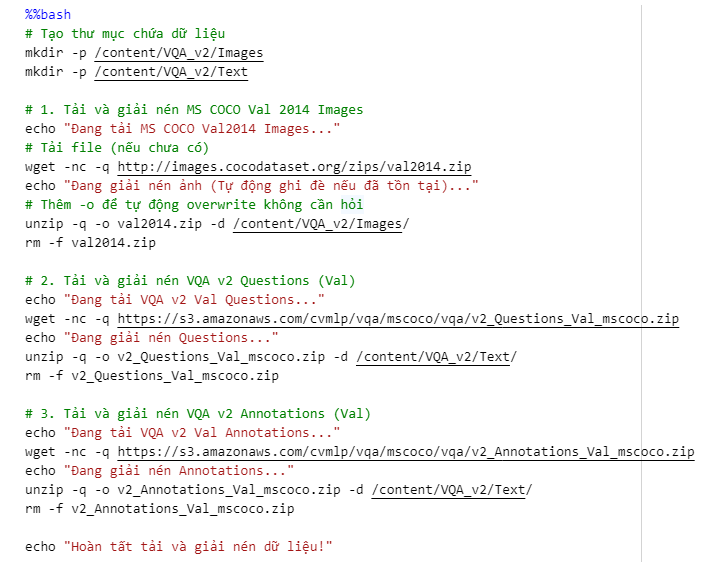 %%bash
# Tạo thư mục chứa dữ liệu
mkdir -p /content/VQA_v2/Images
mkdir -p /content/VQA_v2/Text
# 1. Tải và giải nén MS COCO Val 2014 Images
echo "Đang tải MS COCO Val2014 Images..."
# Tải file (nếu chưa có)
wget -nc -q http://images.cocodataset.org/zips/val2014.zip
echo "Đang giải nén ảnh (Tự động ghi đè nếu đã tồn tại)..."
# Thêm -o để tự động overwrite không cần hỏi
unzip -q -o val2014.zip -d /content/VQA_v2/Images/
rm -f val2014.zip
# 2. Tải và giải nén VQA v2 Questions (Val)
echo "Đang tải VQA v2 Val Questions..."
wget -nc -q https://s3.amazonaws.com/cvmlp/vqa/mscoco/vqa/v2_Questions_Val_mscoco.zip
echo "Đang giải nén Questions..."
unzip -q -o v2_Questions_Val_mscoco.zip -d /content/VQA_v2/Text/
rm -f v2_Questions_Val_mscoco.zip
# 3. Tải và giải nén VQA v2 Annotations (Val)
echo "Đang tải VQA v2 Val Annotations..."
wget -nc -q https://s3.amazonaws.com/cvmlp/vqa/mscoco/vqa/v2_Annotations_Val_mscoco.zip
echo "Đang giải nén Annotations..."
unzip -q -o v2_Annotations_Val_mscoco.zip -d /content/VQA_v2/Text/
rm -f v2_Annotations_Val_mscoco.zip
echo "Hoàn tất tải và giải nén dữ liệu!"